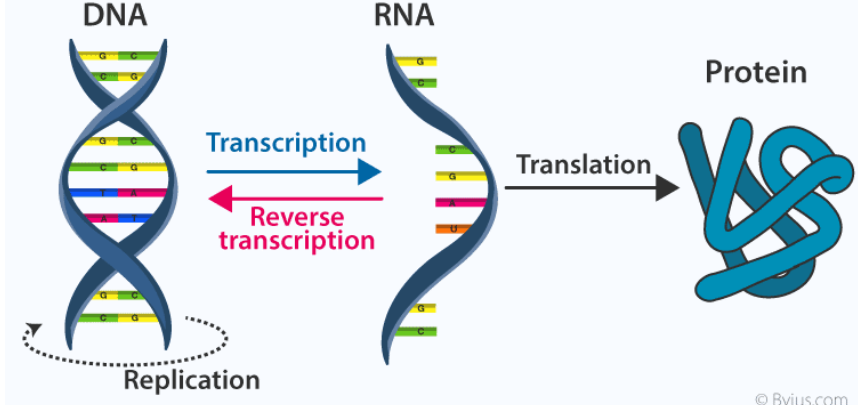 DNA
RNA
Protein
G C
C G
G C
C G
T A
A T
G C
C G
Transcription
Reverse
transcription
G
C
C
G
A
U
G
C
Translation
Replication
© Byjus.com